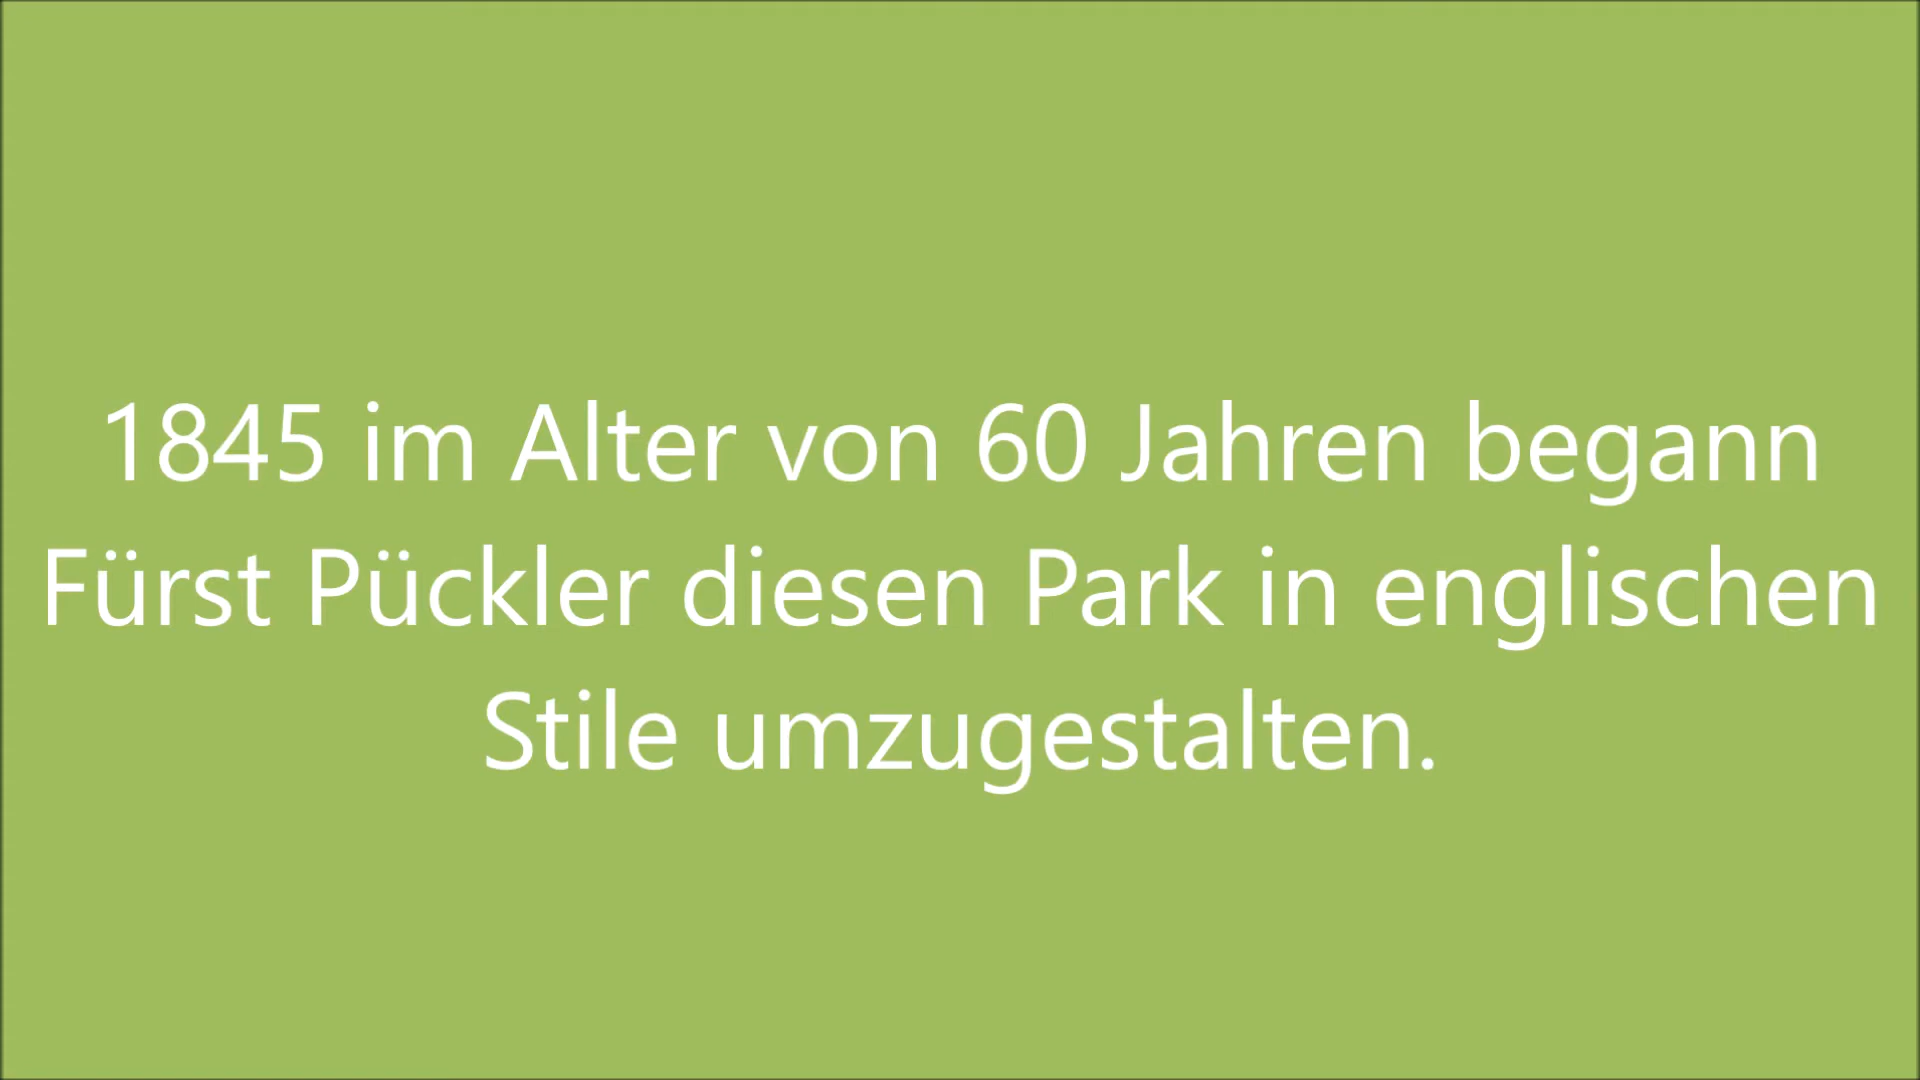 1845 im Alter von 60 Jahren begann
Fürst Pückler diesen Park in englischen
Stile umzugestalten.